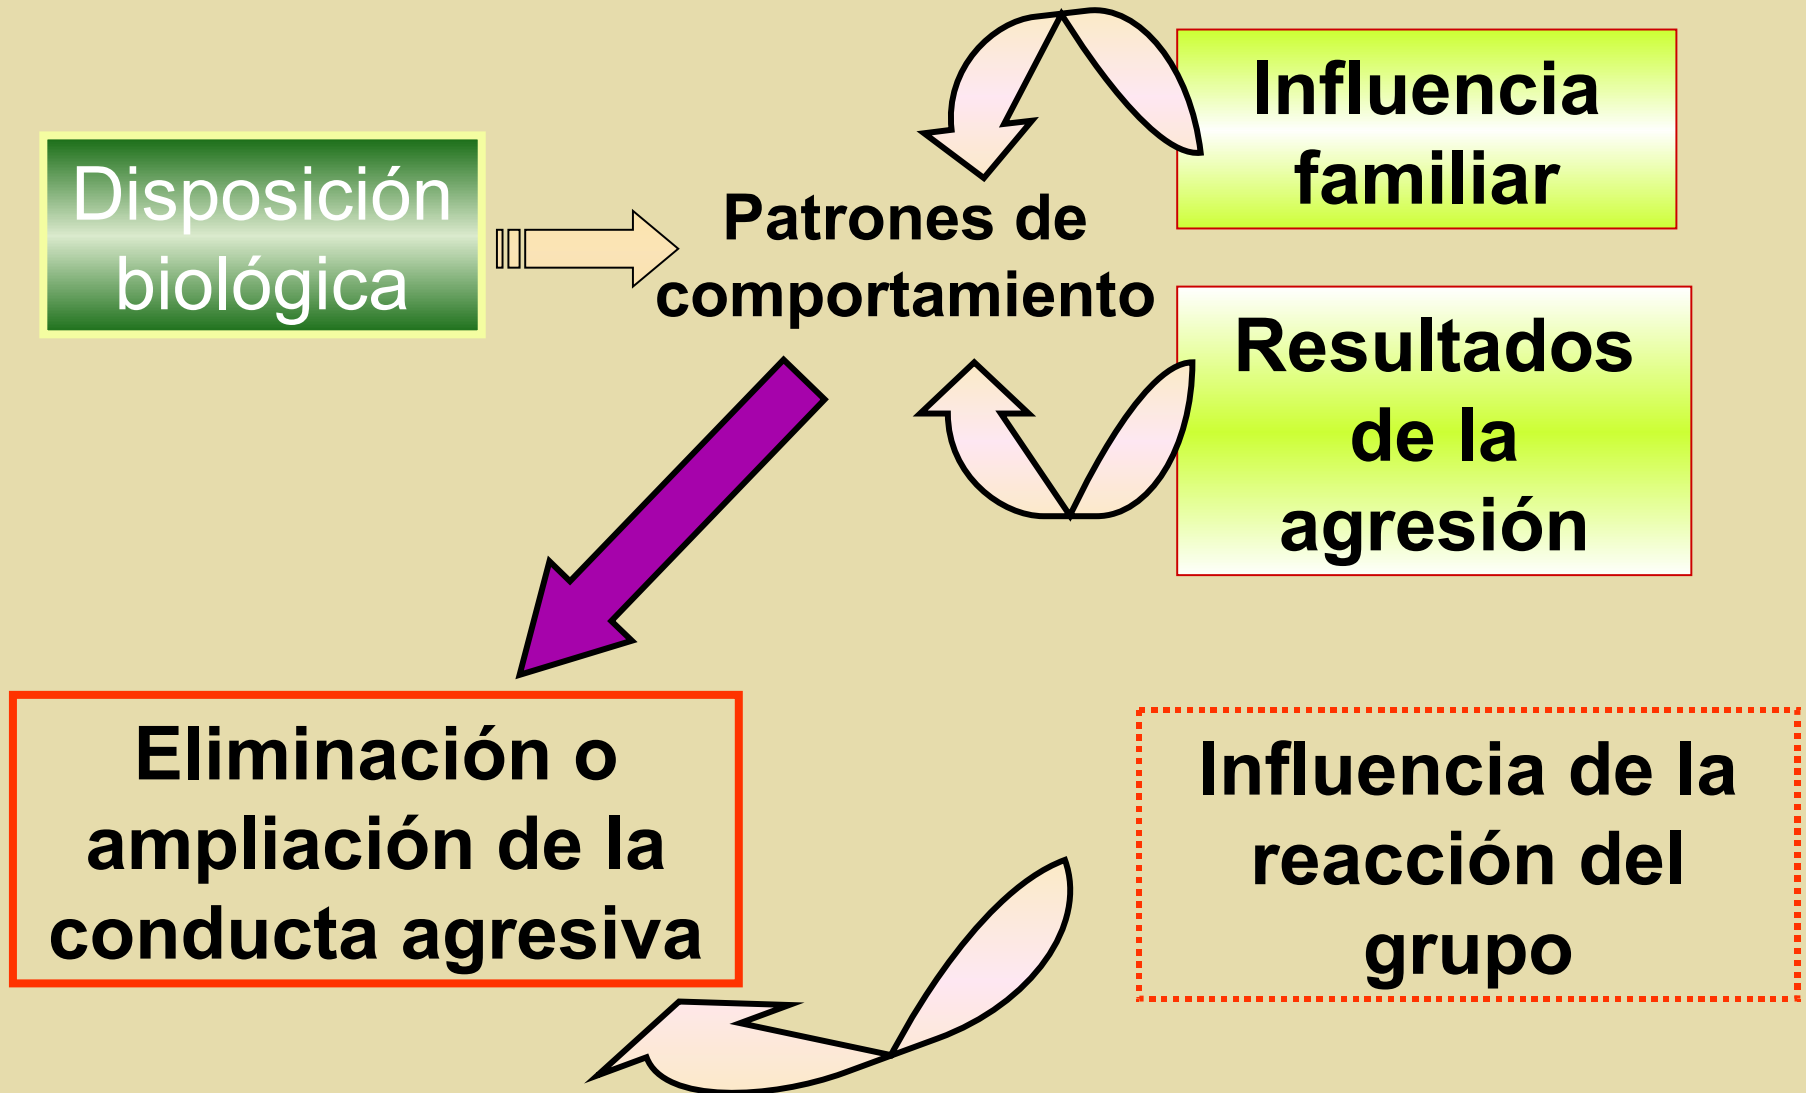 Disposición
biológica
Patrones de
comportamiento
Influencia
familiar
Resultados
de la
agresión
Eliminación o
ampliación de la
conducta agresiva
Influencia de la
reacción del
grupo